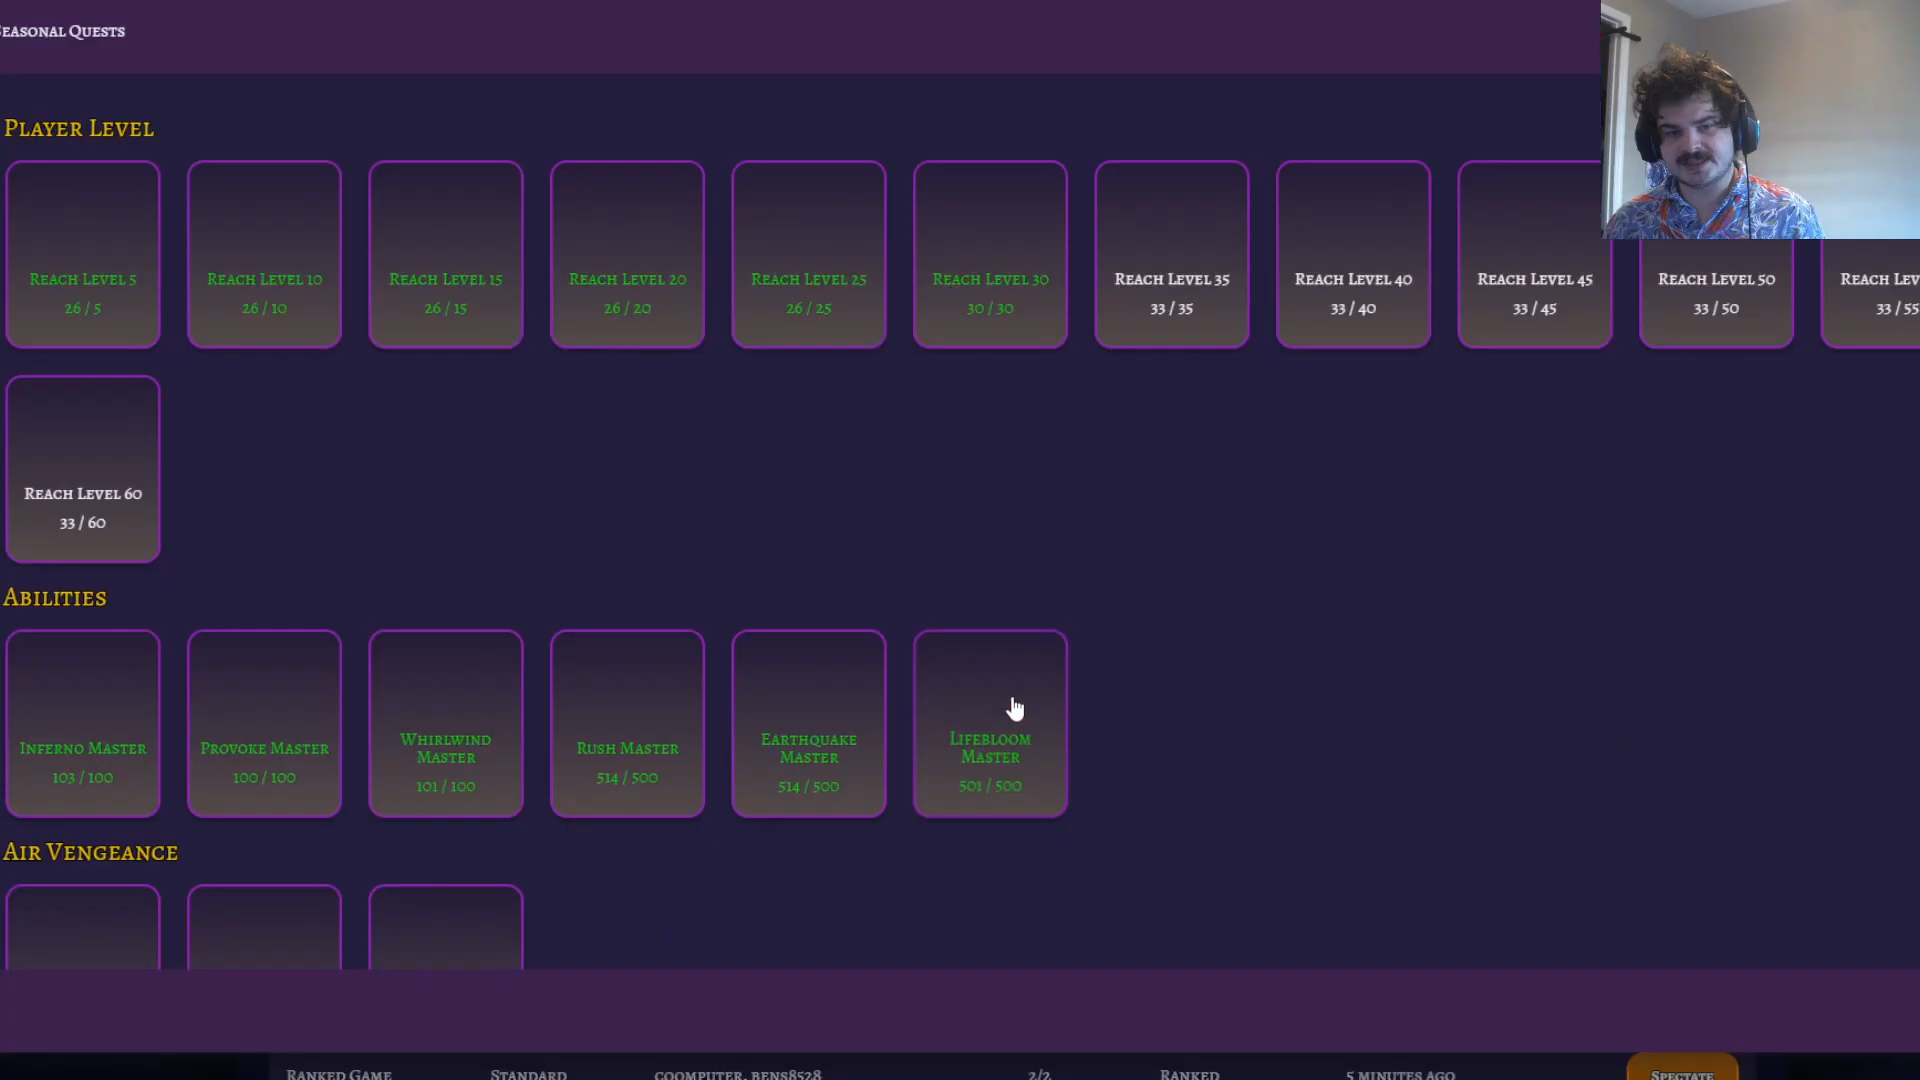 Seasonal Quests
Player Level
Reach Level 5
26 / 5
Reach Level 10
26 / 10
Reach Level 15
26 / 15
Reach Level 20
26 / 20
Reach Level 25
26 / 25
Reach Level 30
30 / 30
Reach Level 35
33 / 35
Reach Level 40
33 / 40
Reach Level 45
33 / 45
Reach Level 50
33 / 50
Reach Lev
33 / 55
Reach Level 60
33 / 60
Abilities
Inferno Master
103 / 100
Provoke Master
100 / 100
Whirlwind
Master
101 / 100
Rush Master
514 / 500
Earthquake
Master
514 / 500
Lifebloom
Master
501 / 500
Air Vengeance
Ranked Game Standard coomputer, bens8528 2/2 Ranked 5 minutes ago Spectate